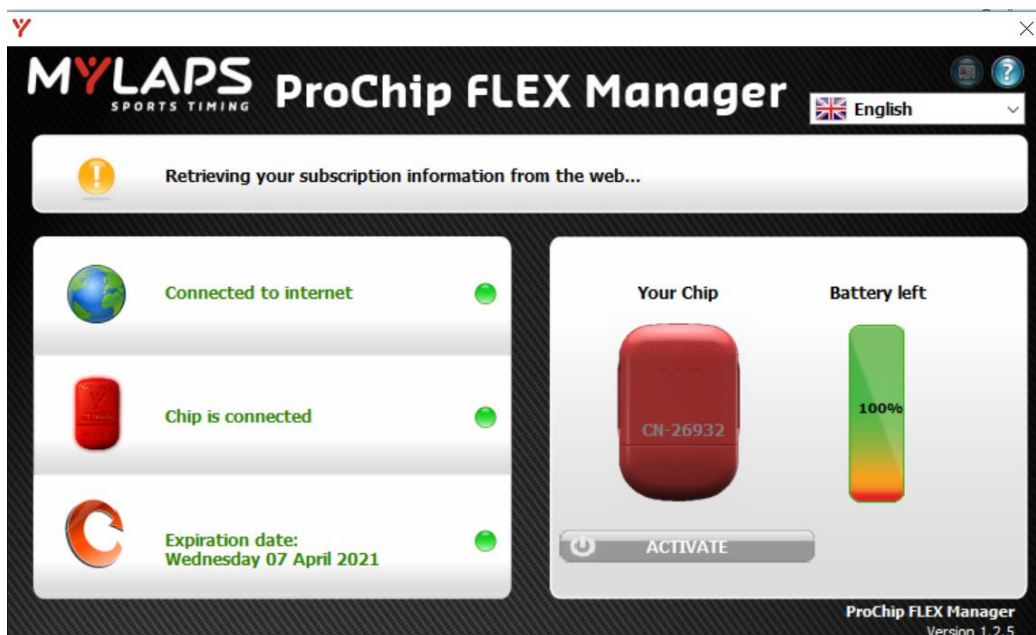 MYLAPS
SPORTS TIMING
ProChip FLEX Manager
English
Retrieving your subscription information from the web...
Connected to internet
Chip is connected
Expiration date:
Wednesday 07 April 2021
Your Chip
Battery left
CN-26932
100%
ACTIVATE
ProChip FLEX Manager
Version 1.2.5